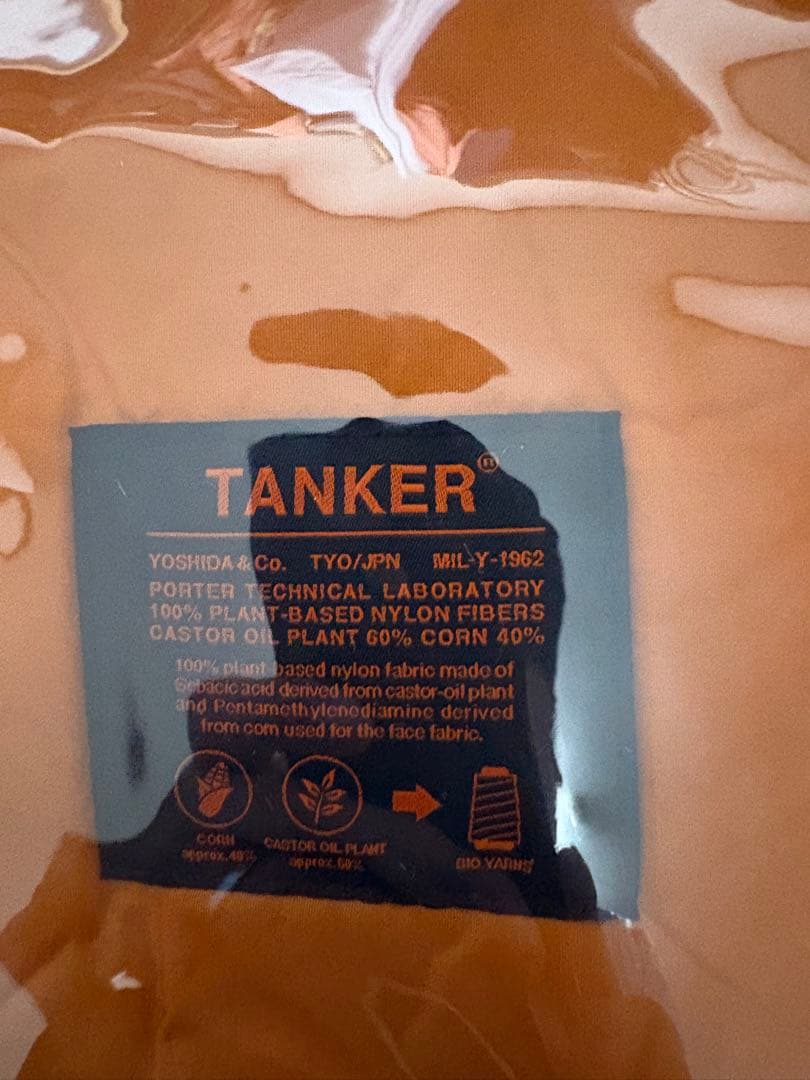 TANKER®
YOSHIDA & Co. TYO/JPN MIL-Y-1962
PORTER TECHNICAL LABORATORY
100% PLANT-BASED NYLON FIBERS
CASTOR OIL PLANT 60% CORN 40%
100% plant based nylon fabric made of
Sebacic acid derived from castor-oil plant
and Pentamethylenediamine derived
from corn used for the face fabric.
CORN
approx.40%
CASTOR OIL PLANT
approx.60%
BIO YARNS